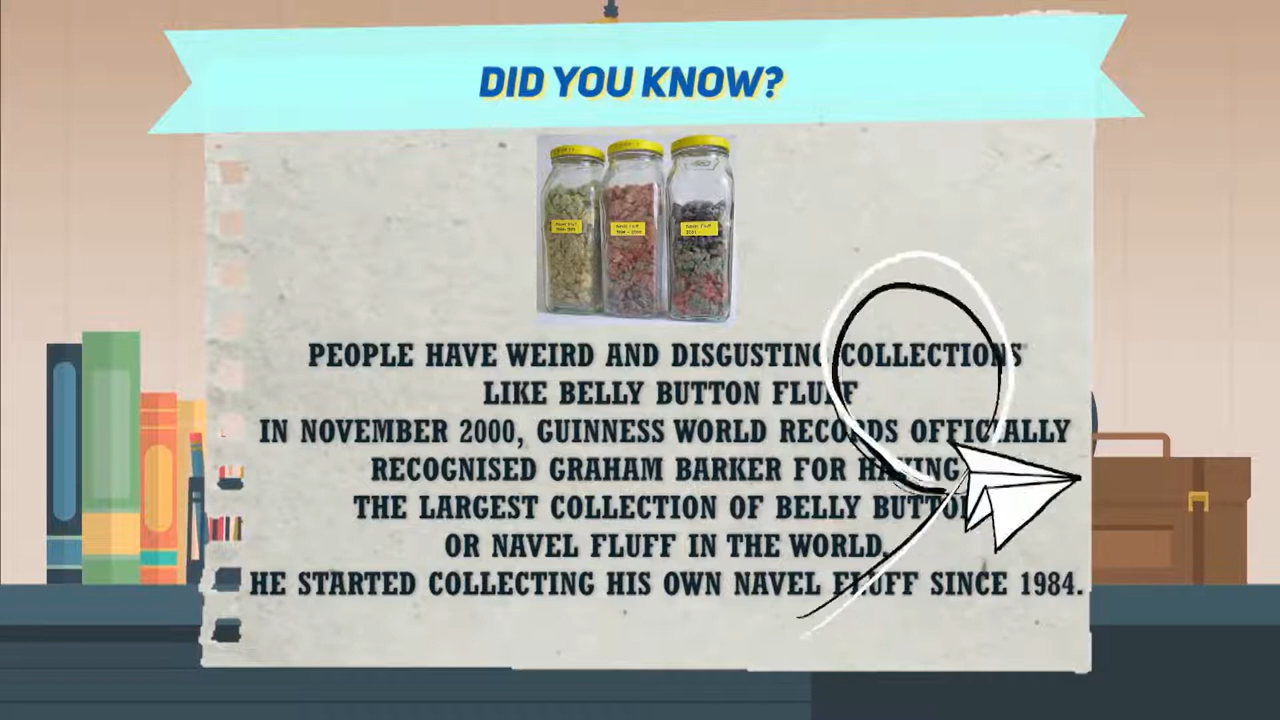 DID YOU KNOW?
PEOPLE HAVE WEIRD AND DISGUSTING COLLECTIONS
LIKE BELLY BUTTON FLUFF
IN NOVEMBER 2000, GUINNESS WORLD RECORDS OFFICIALLY
RECOGNISED GRAHAM BARKER FOR HAVING
THE LARGEST COLLECTION OF BELLY BUTTON
OR NAVEL FLUFF IN THE WORLD.
HE STARTED COLLECTING HIS OWN NAVEL FLUFF SINCE 1984.